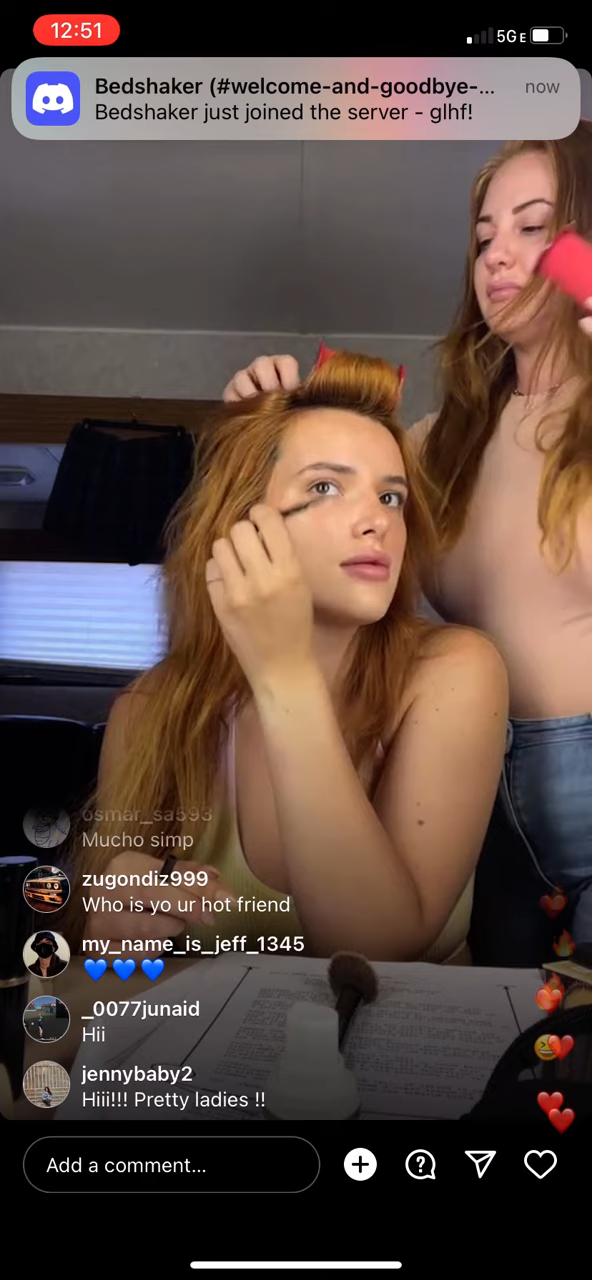 12:51
5G E
Bedshaker (#welcome-and-goodbye-... now
Bedshaker just joined the server - glhf!
osmar_sa593
Mucho simp
zugondiz999
Who is yo ur hot friend
my_name_is_jeff_1345
💙 💙 💙
_0077junaid
Hii
jennybaby2
Hiii!!! Pretty ladies !!
Add a comment...